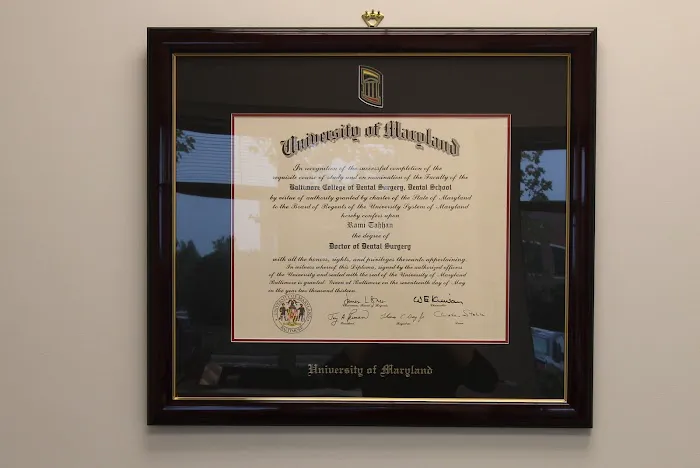 University of Maryland
In recognition of the successful completion of the
requisite course of study and on nomination of the Faculty of the
Baltimore College of Dental Surgery, Dental School
by virtue of authority granted by charter of the State of Maryland
to the Board of Regents of the University System of Maryland
hereby confers upon
Rami Tabban
the degree of
Doctor of Dental Surgery
with all the honors, rights, and privileges thereunto appertaining.
In witness whereof this Diploma, signed by the authorized officers
of the University and sealed with the seal of the University of Maryland
Baltimore is granted. Given at Baltimore on the seventeenth day of May
in the year two thousand thirteen.
President
University of Maryland